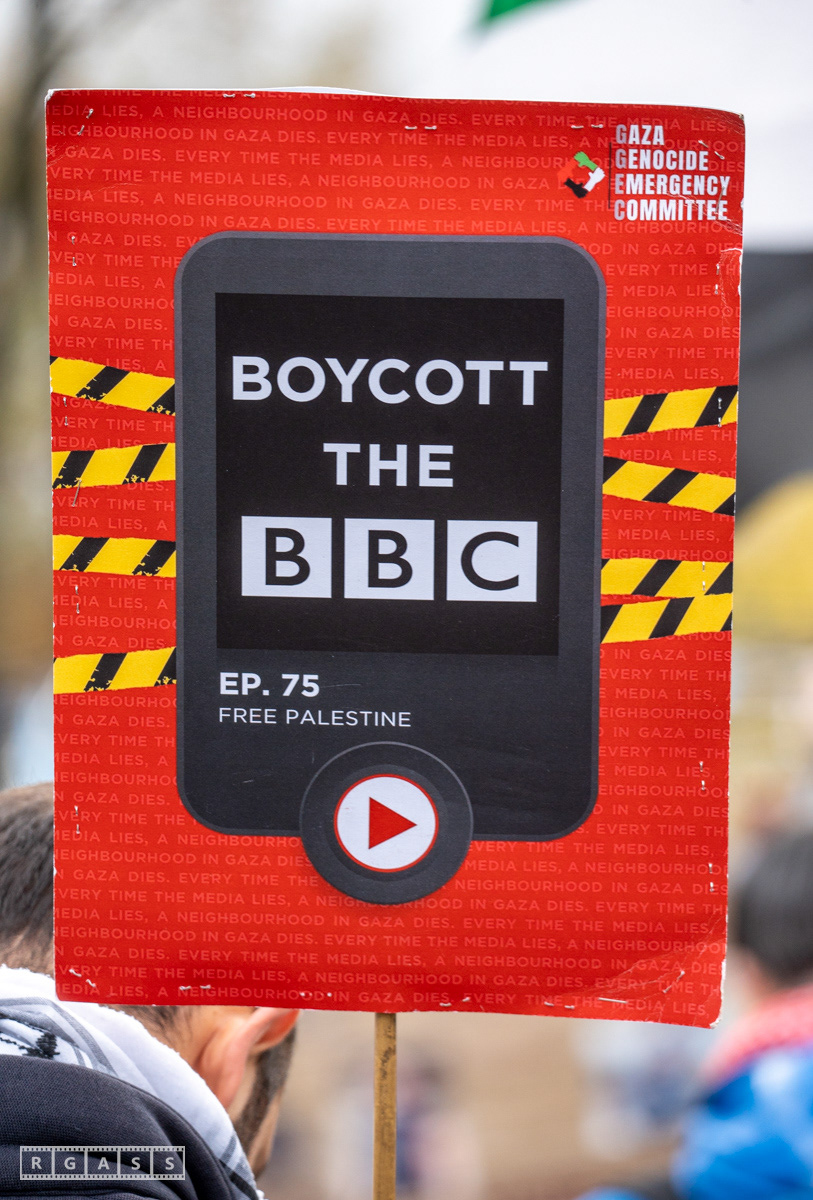 GAZA
GENOCIDE
EMERGENCY
COMMITTEE
EVERY TIME THE MEDIA LIES, A NEIGHBOURHOOD IN GAZA DIES.
BOYCOTT
THE
BBC
EP. 75
FREE PALESTINE
RGASS